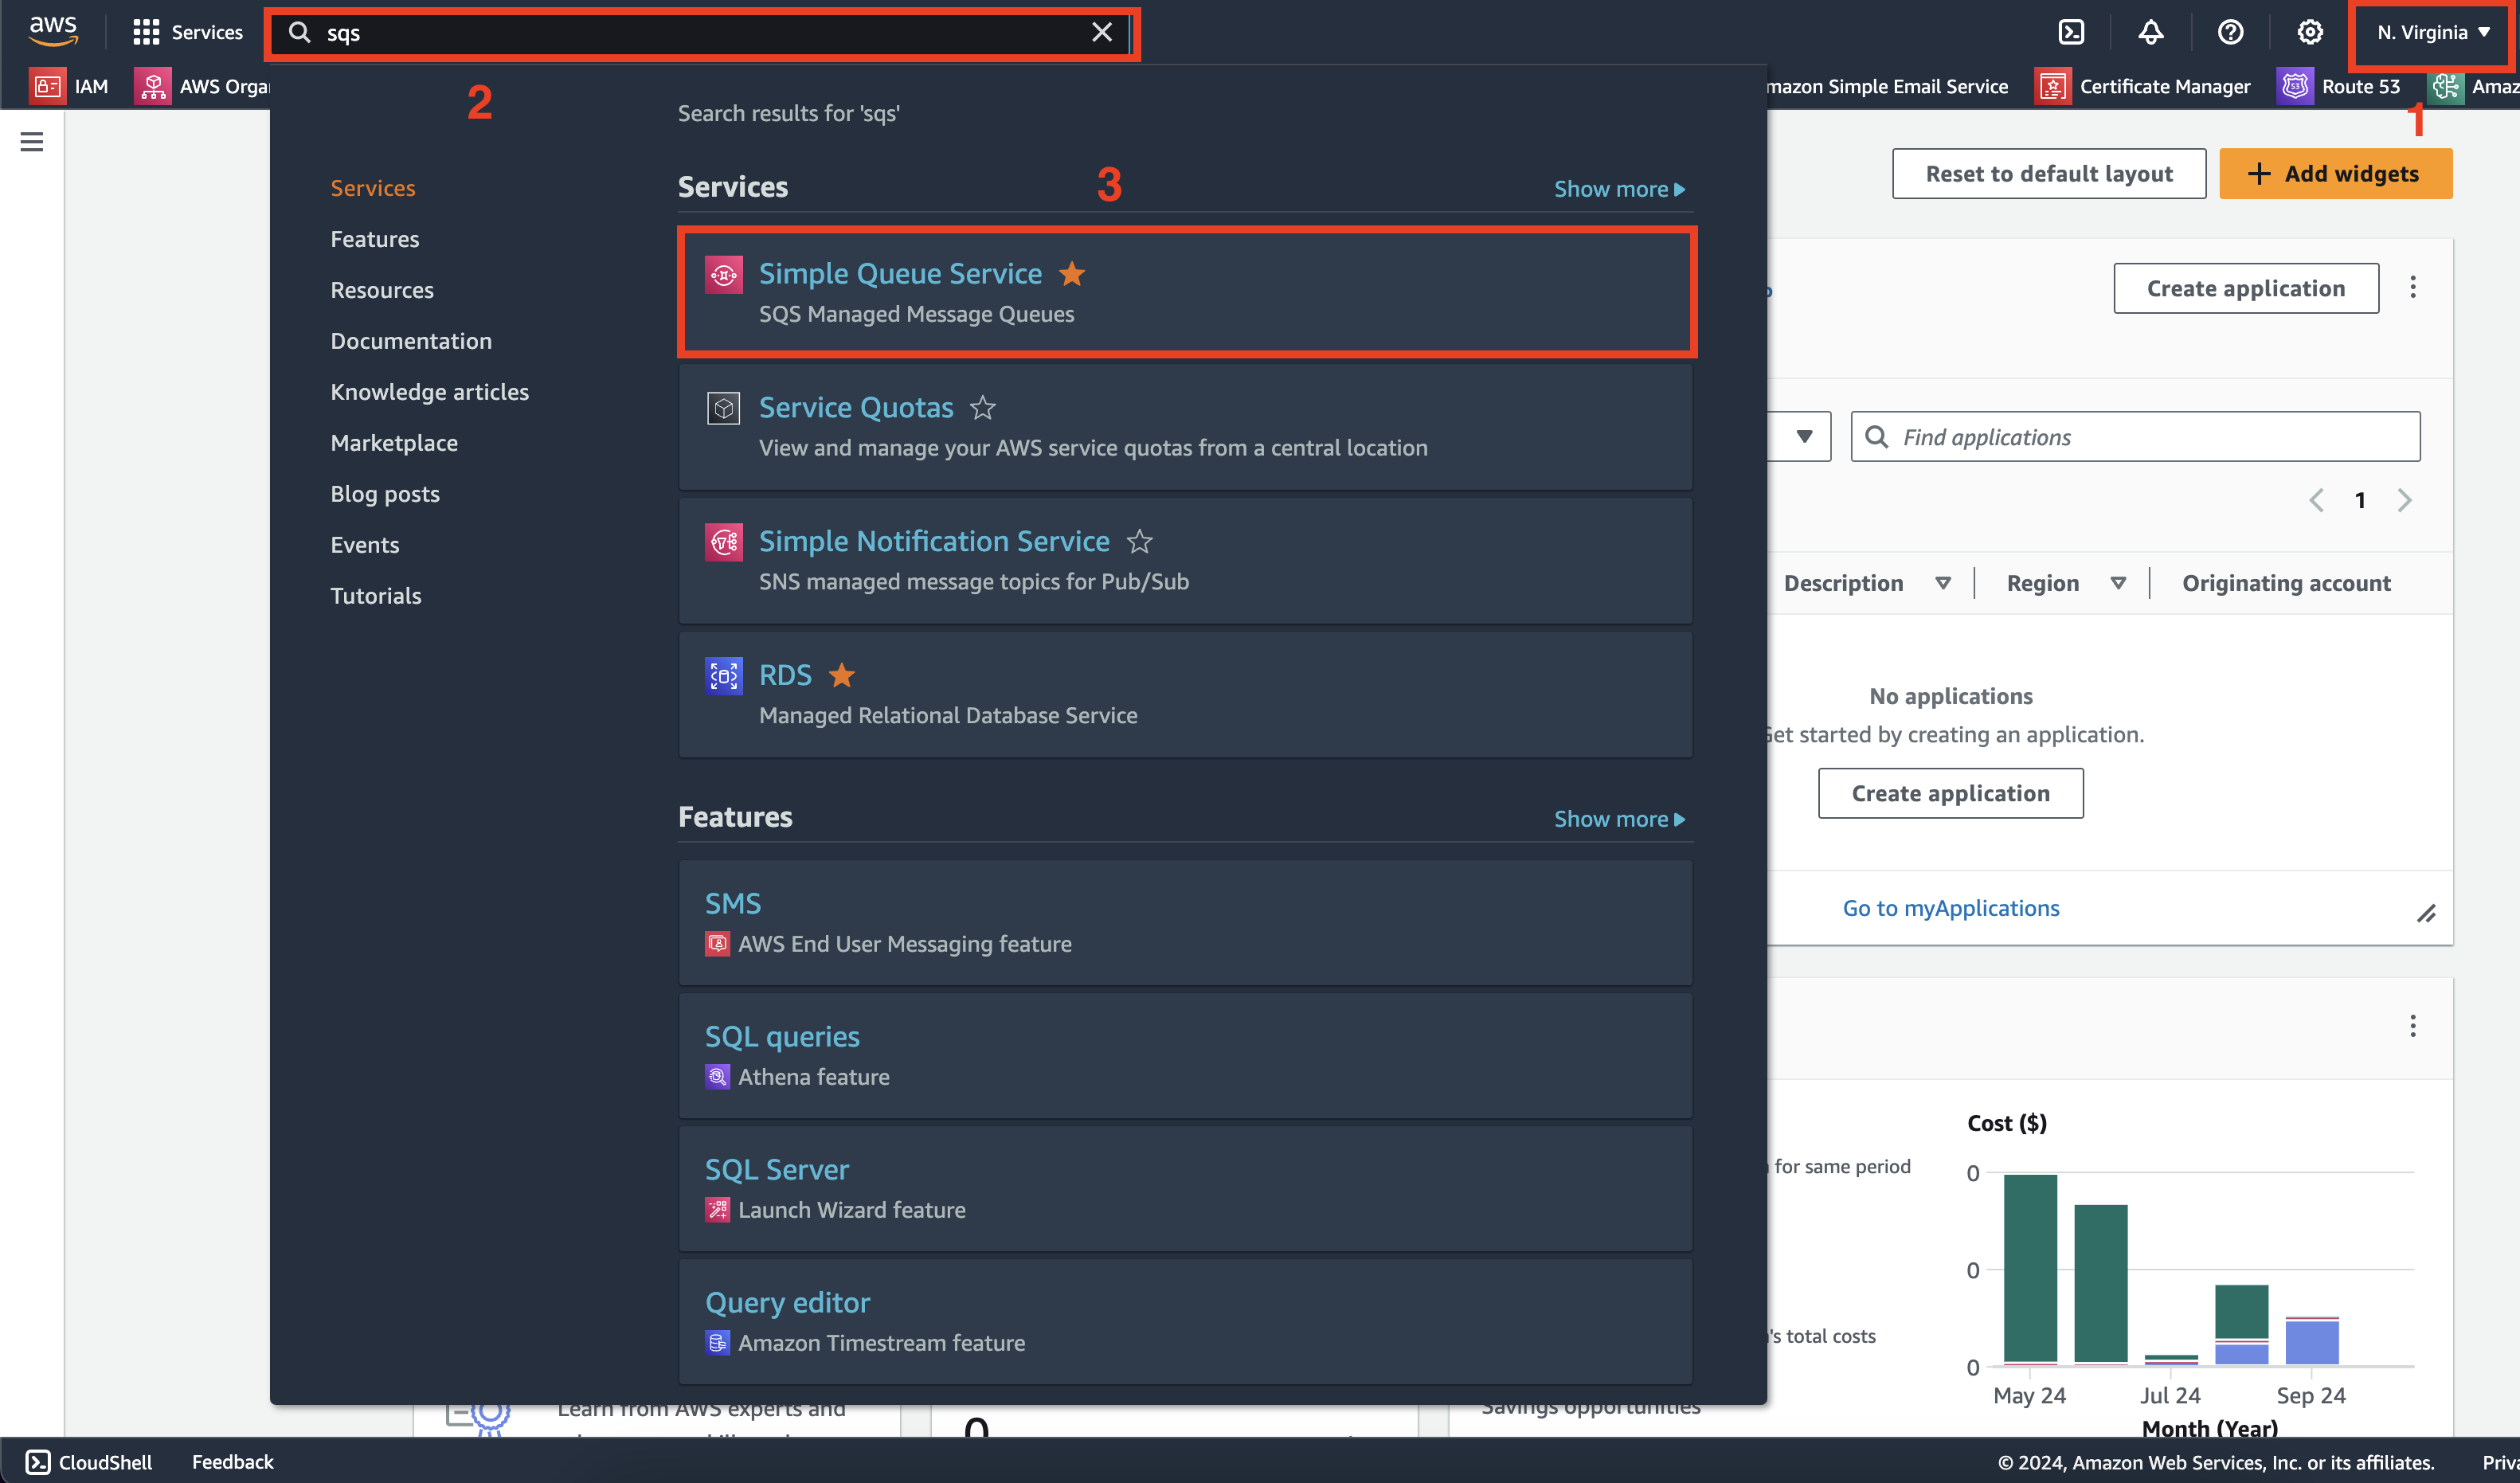 aws
Services
sqs
N. Virginia
IAM
AWS Orga
mazon Simple Email Service
Certificate Manager
Route 53
Amaz
1
2
Search results for 'sqs'
Reset to default layout
Add widgets
Services
Features
Resources
Documentation
Knowledge articles
Marketplace
Blog posts
Events
Tutorials
Services
3
Show more
Simple Queue Service
SQS Managed Message Queues
Service Quotas
View and manage your AWS service quotas from a central location
Simple Notification Service
SNS managed message topics for Pub/Sub
RDS
Managed Relational Database Service
Features
Show more
SMS
AWS End User Messaging feature
SQL queries
Athena feature
SQL Server
Launch Wizard feature
Query editor
Amazon Timestream feature
Create application
Find applications
1
Description
Region
Originating account
No applications
Get started by creating an application.
Create application
Go to myApplications
for same period
's total costs
Cost ($)
0
0
0
May 24
Jul 24
Sep 24
Month (Year)
Learn from AWS experts and
0
Savings opportunities
CloudShell
Feedback
© 2024, Amazon Web Services, Inc. or its affiliates.
Priva